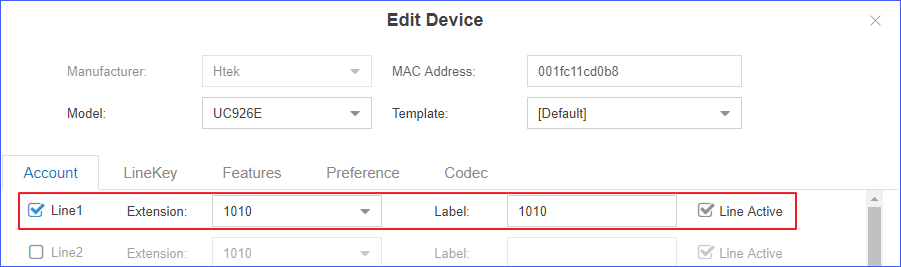 Edit Device
Manufacturer: Htek MAC Address: 001fc11cd0b8
Model: UC926E Template: [Default]
Account LineKey Features Preference Codec
Line1 Extension: 1010 Label: 1010 Line Active
Line2 Extension: 1010 Label: Line Active